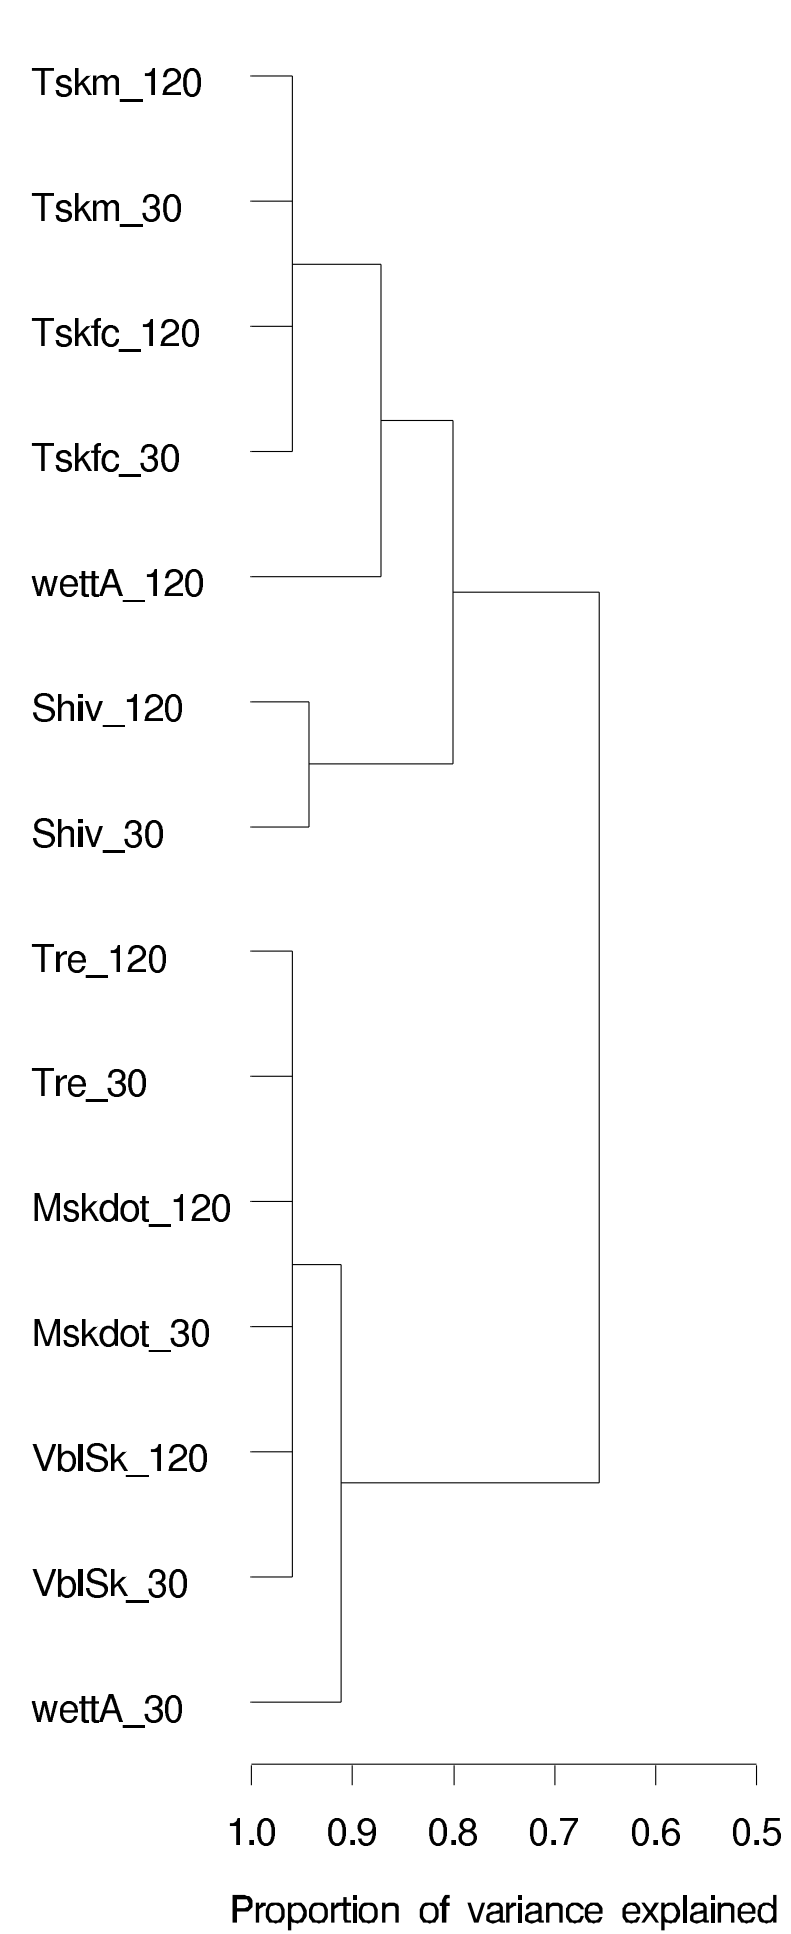 Tskm_120
Tskm_30
Tskfc_120
Tskfc_30
wettA_120
Shiv_120
Shiv_30
Tre_120
Tre_30
Mskdot_120
Mskdot_30
VblSk_120
VblSk_30
wettA_30
1.0 0.9 0.8 0.7 0.6 0.5
Proportion of variance explained